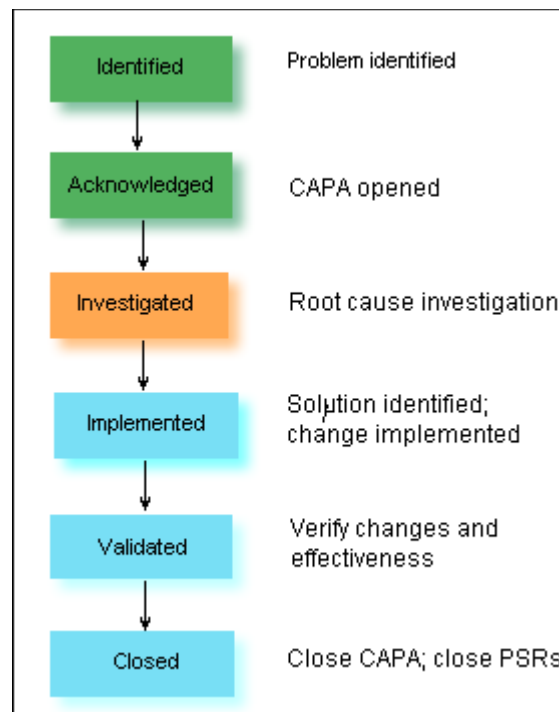 Identified
Problem identified
Acknowledged
CAPA opened
Investigated
Root cause investigation
Implemented
Solution identified;
change implemented
Validated
Verify changes and
effectiveness
Closed
Close CAPA; close PSRs